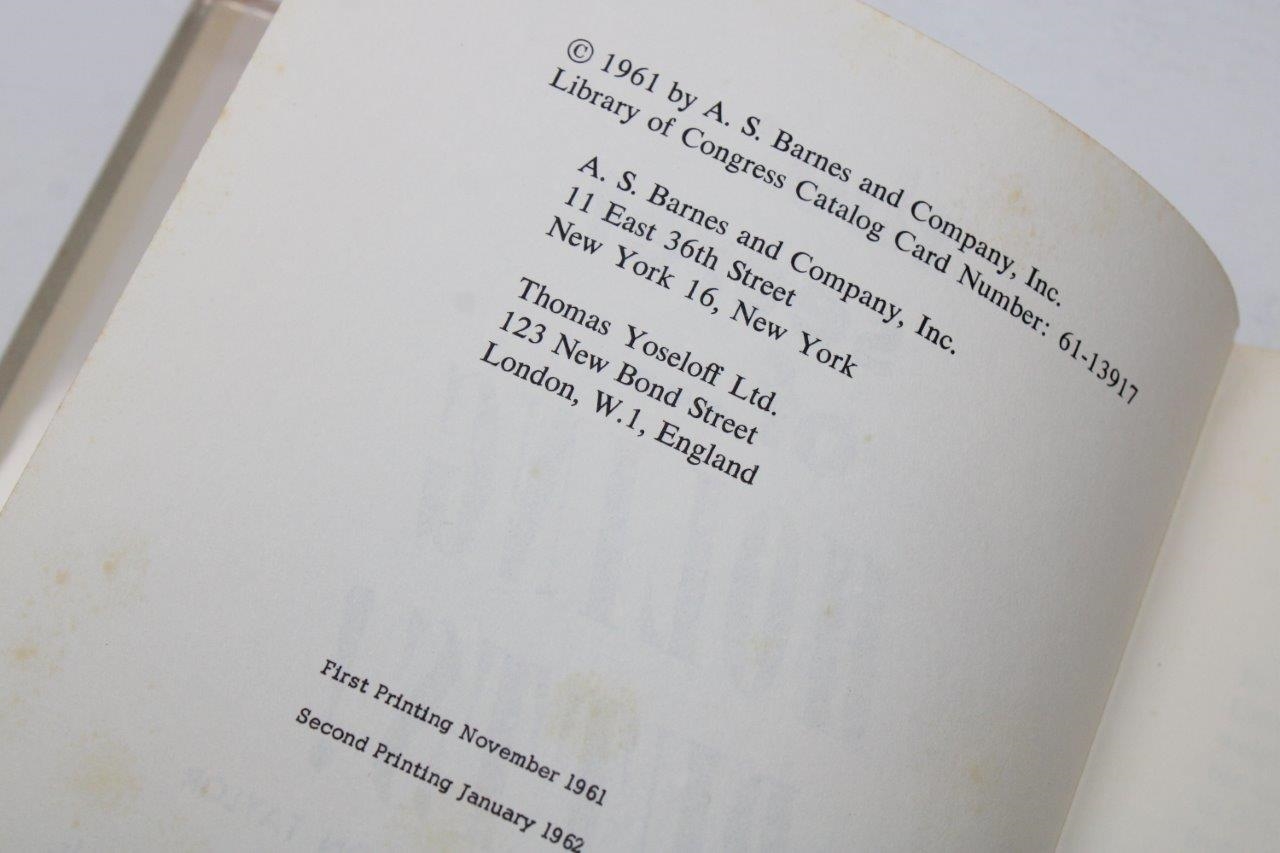 © 1961 by A. S. Barnes and Company, Inc.
Library of Congress Catalog Card Number: 61-13917
A. S. Barnes and Company, Inc.
11 East 36th Street
New York 16, New York
Thomas Yoseloff Ltd.
123 New Bond Street
London, W.1, England
First Printing November 1961
Second Printing January 1962